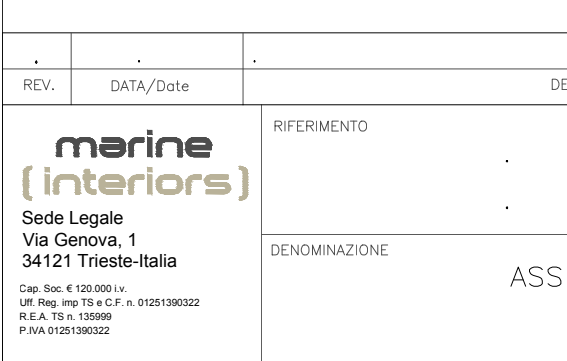 . . .
REV. DATA/Date DE
RIFERIMENTO
.
.
marine
(interiors)
Sede Legale
Via Genova, 1
34121 Trieste-Italia
DENOMINAZIONE
ASS
Cap. Soc. € 120.000 i.v.
Uff. Reg. imp TS e C.F. n. 01251390322
R.E.A. TS n. 135999
P.IVA 01251390322